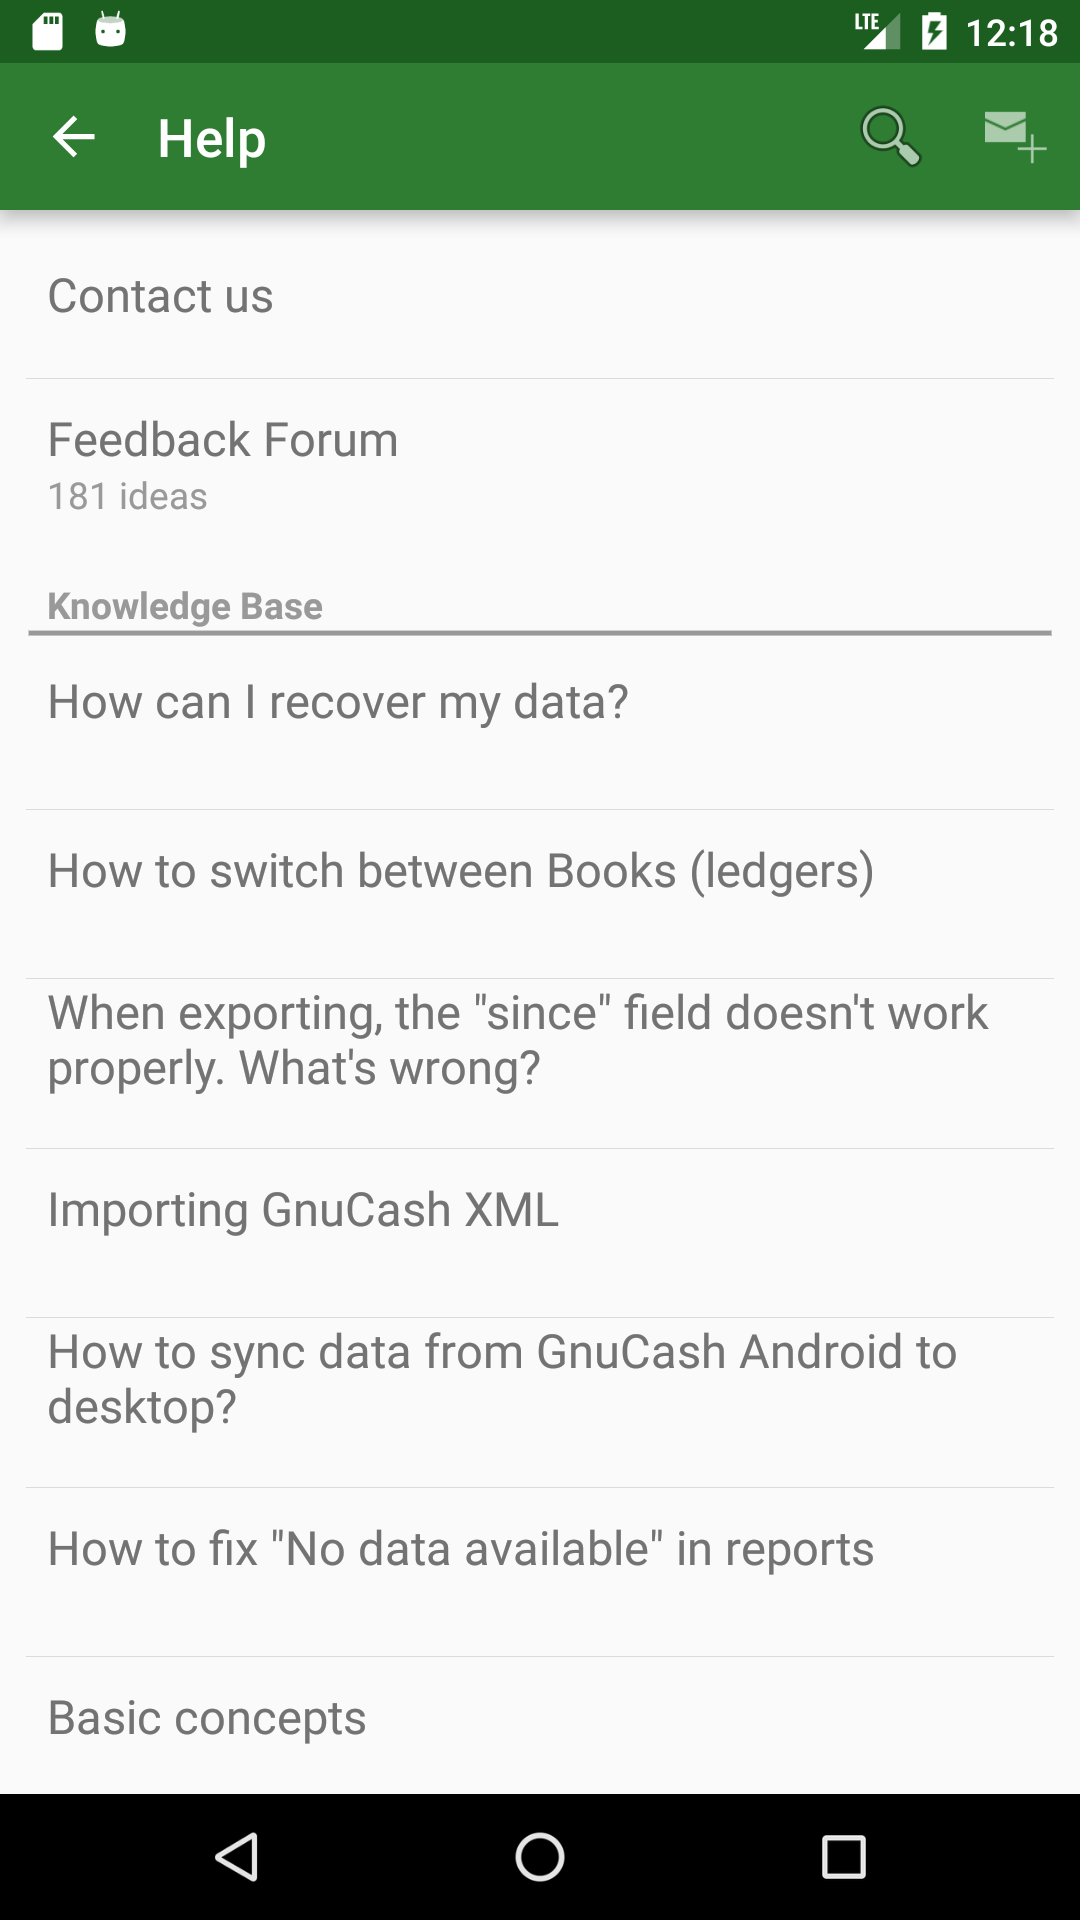 LTE 12:18
Help
Contact us
Feedback Forum
181 ideas
Knowledge Base
How can I recover my data?
How to switch between Books (ledgers)
When exporting, the "since" field doesn't work
properly. What's wrong?
Importing GnuCash XML
How to sync data from GnuCash Android to
desktop?
How to fix "No data available" in reports
Basic concepts